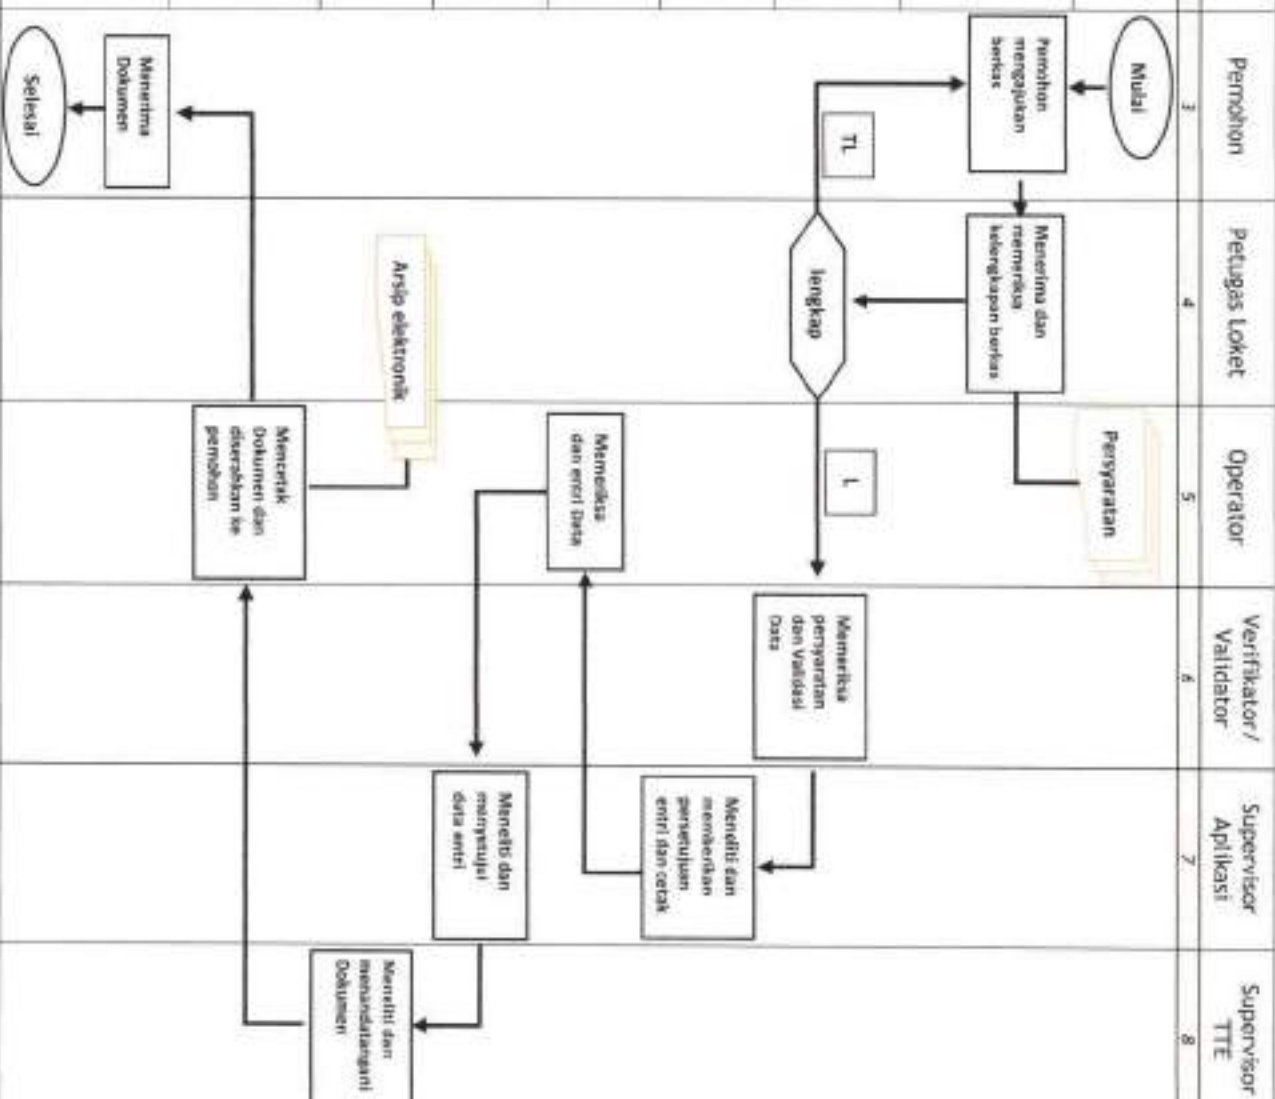 Pemohon
Petugas Loket
Operator
Verifikator/
Validator
Supervisor
Aplikasi
Supervisor
TTE
3
4
5
6
7
8
Mulai
Pemohon
mengajukan
berkas
Menerima dan
memeriksa
kelengkapan berkas
Persyaratan
TL
lengkap
L
Memeriksa
persyaratan
dan Validasi
Data
Meneliti dan
memberikan
persetujuan
entri dan cetak
Memeriksa
dan entri Data
Meneliti dan
menyetujui
data entri
Arsip elektronik
Meneliti dan
menandatangani
Dokumen
Mencetak
Dokumen dan
diserahkan ke
pemohon
Menerima
Dokumen
Selesai